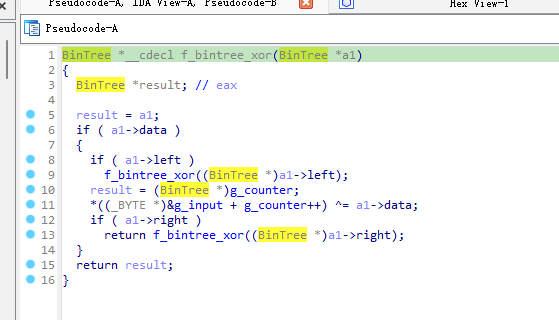 Pseudocode-A, IDA View-A, Pseudocode-B
Hex View-1
Pseudocode-A
1 BinTree *__cdecl f_bintree_xor(BinTree *a1)
2 {
3   BinTree *result; // eax
4
5   result = a1;
6   if ( a1->data )
7   {
8     if ( a1->left )
9       f_bintree_xor((BinTree *)a1->left);
10     result = (BinTree *)g_counter;
11     *((_BYTE *)&g_input + g_counter++) ^= a1->data;
12     if ( a1->right )
13       return f_bintree_xor((BinTree *)a1->right);
14   }
15   return result;
16 }